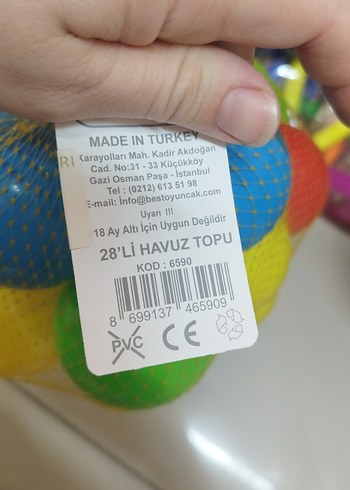 MADE IN TURKEY
Karayolları Mah. Kadir Akdoğan
Cad. No:31 - 33 Küçükköy
Gazi Osman Paşa - İstanbul
Tel : (0212) 613 51 98
E-mail: İnfo@bestoyuncak.com
Uyarı !!!
18 Ay Altı İçin Uygun Değildir
28'Lİ HAVUZ TOPU
KOD : 6590
8 699137 465909
PVC CE